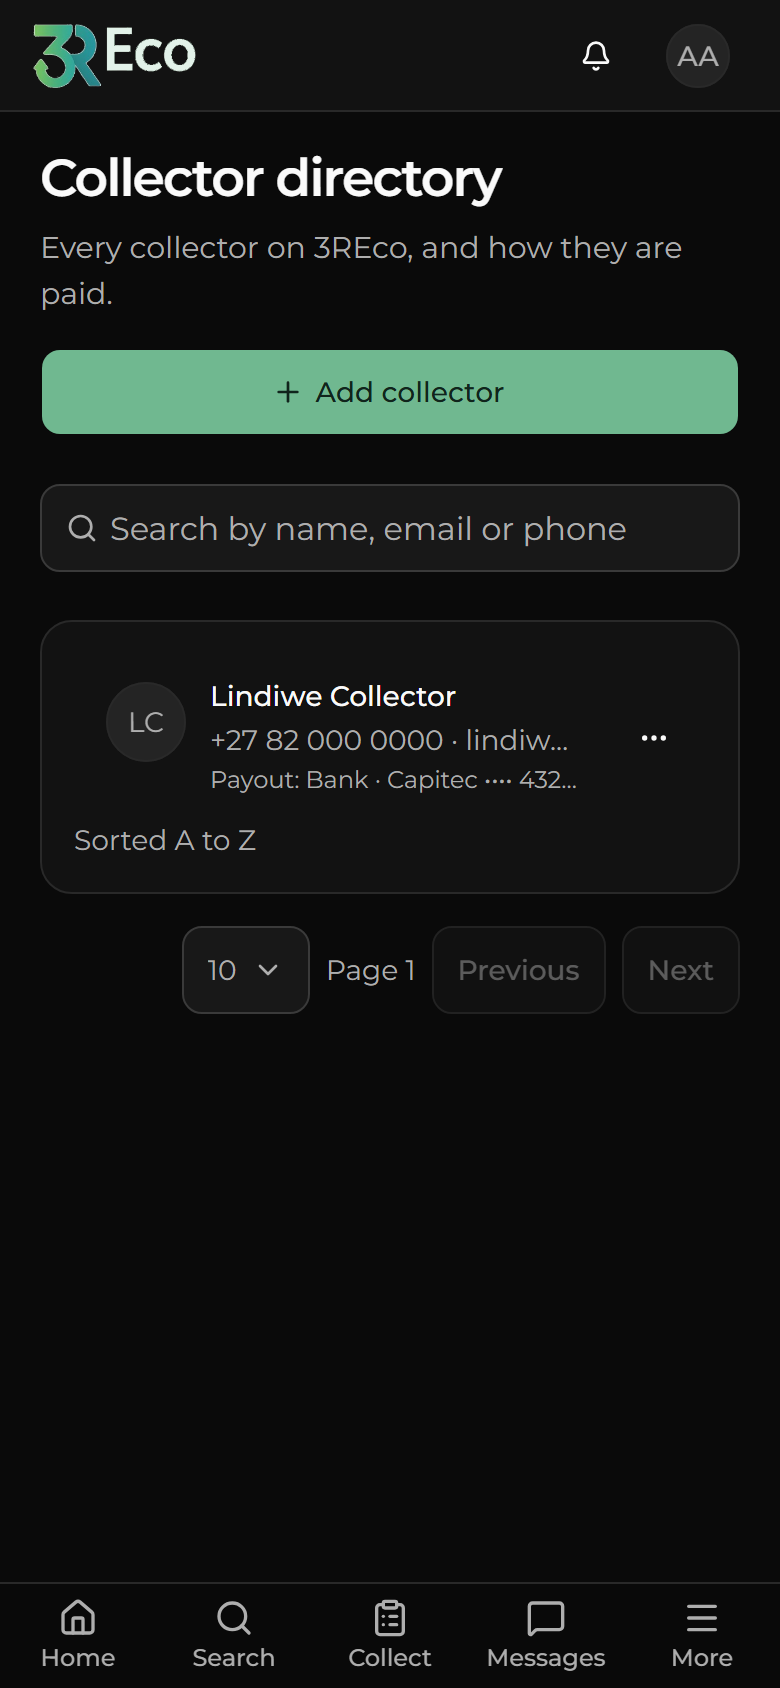 3REco
AA
Collector directory
Every collector on 3REco, and how they are
paid.
+ Add collector
Search by name, email or phone
LC
Lindiwe Collector
+27 82 000 0000 · lindiw...
Payout: Bank · Capitec •••• 432...
Sorted A to Z
10
Page 1
Previous
Next
Home
Search
Collect
Messages
More